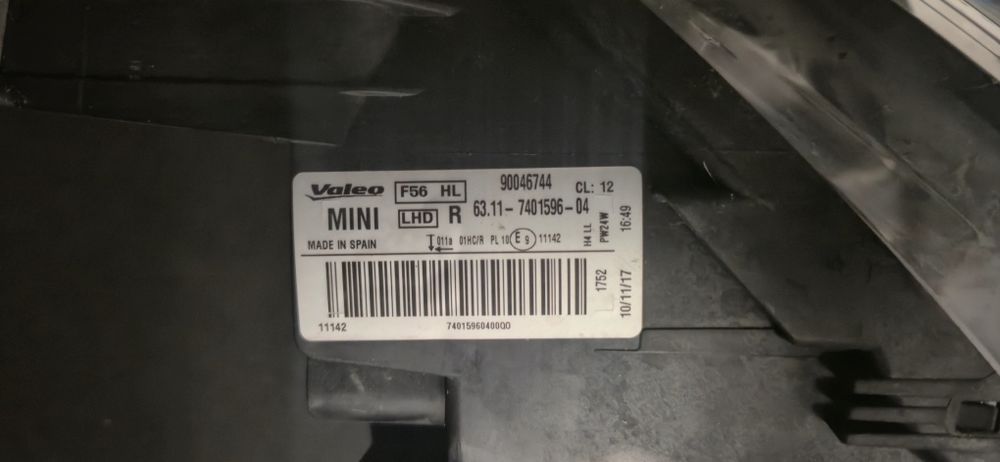 Valeo F56 HL 90046744 CL: 12
MINI LHD R 63.11-7401596-04
MADE IN SPAIN 011a 01HC/R PL 10 E 9 11142
H4 LL PW24W 16:49
1752 10/11/17
11142 74015960400QD